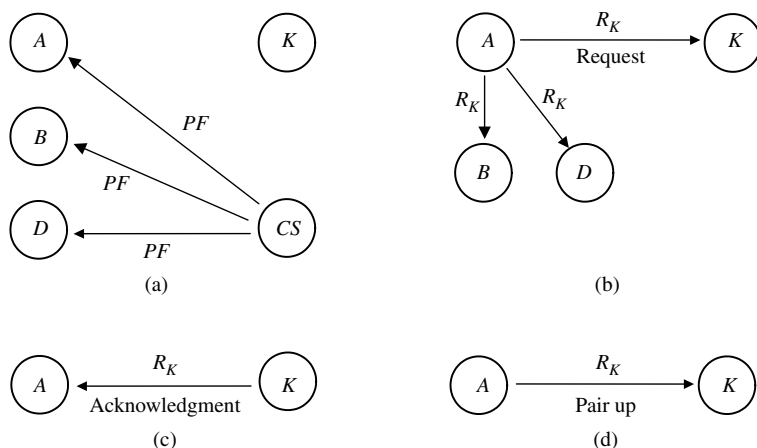 A
K
B
D
CS
PF
PF
PF
(a)
A
R_K
Request
K
R_K
R_K
B
D
(b)
A
R_K
Acknowledgment
K
(c)
A
R_K
Pair up
K
(d)